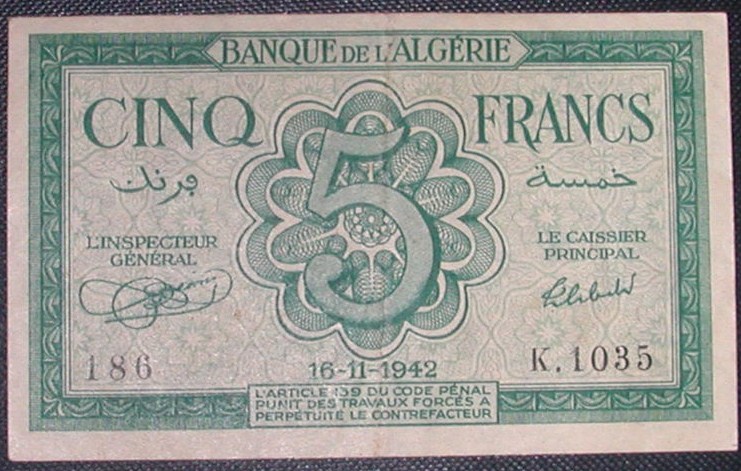 BANQUE DE L'ALGÉRIE
CINQ 5 FRANCS
خمسة فرنك
L'INSPECTEUR
GÉNÉRAL
LE CAISSIER
PRINCIPAL
186
16-11-1942
K.1035
L'ARTICLE 139 DU CODE PÉNAL
PUNIT DES TRAVAUX FORCÉS A
PERPÉTUITÉ LE CONTREFACTEUR